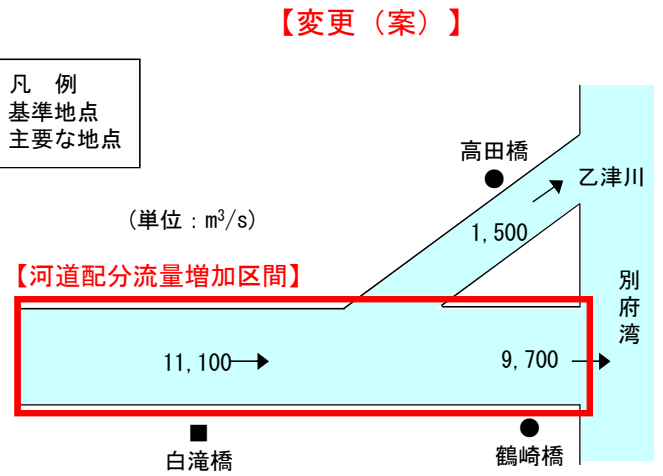 【変更（案）】
凡　例
基準地点
主要な地点
高田橋
乙津川
（単位：m³/s）
1,500
【河道配分流量増加区間】
別府湾
11,100
9,700
白滝橋
鶴崎橋